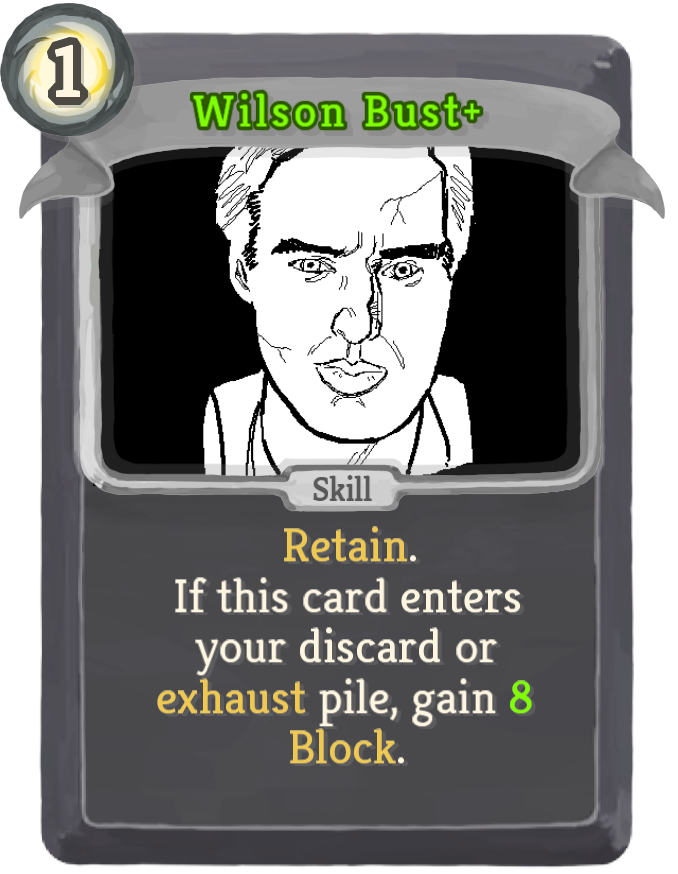 1
Wilson Bust+
Skill
Retain.
If this card enters
your discard or
exhaust pile, gain 8
Block.